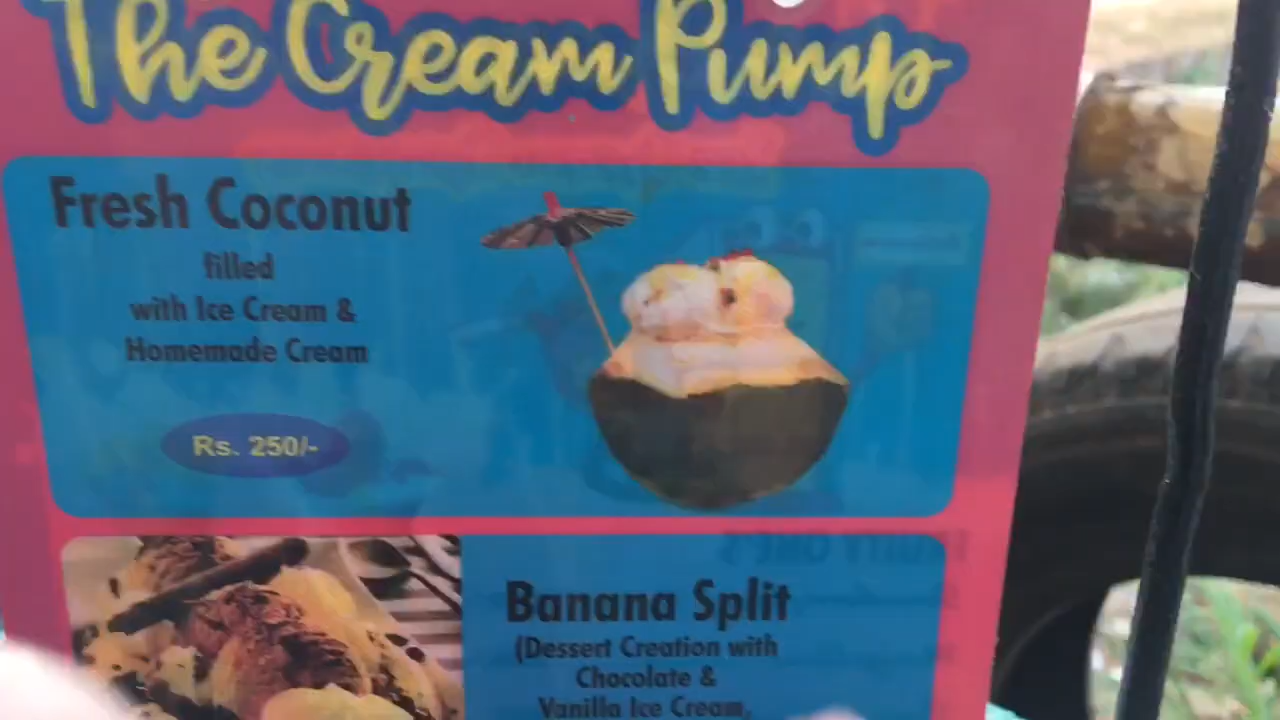 The Cream Pump
Fresh Coconut
filled
with Ice Cream &
Homemade Cream
Rs. 250/-
Banana Split
(Dessert Creation with
Chocolate &
Vanilla Ice Cream,